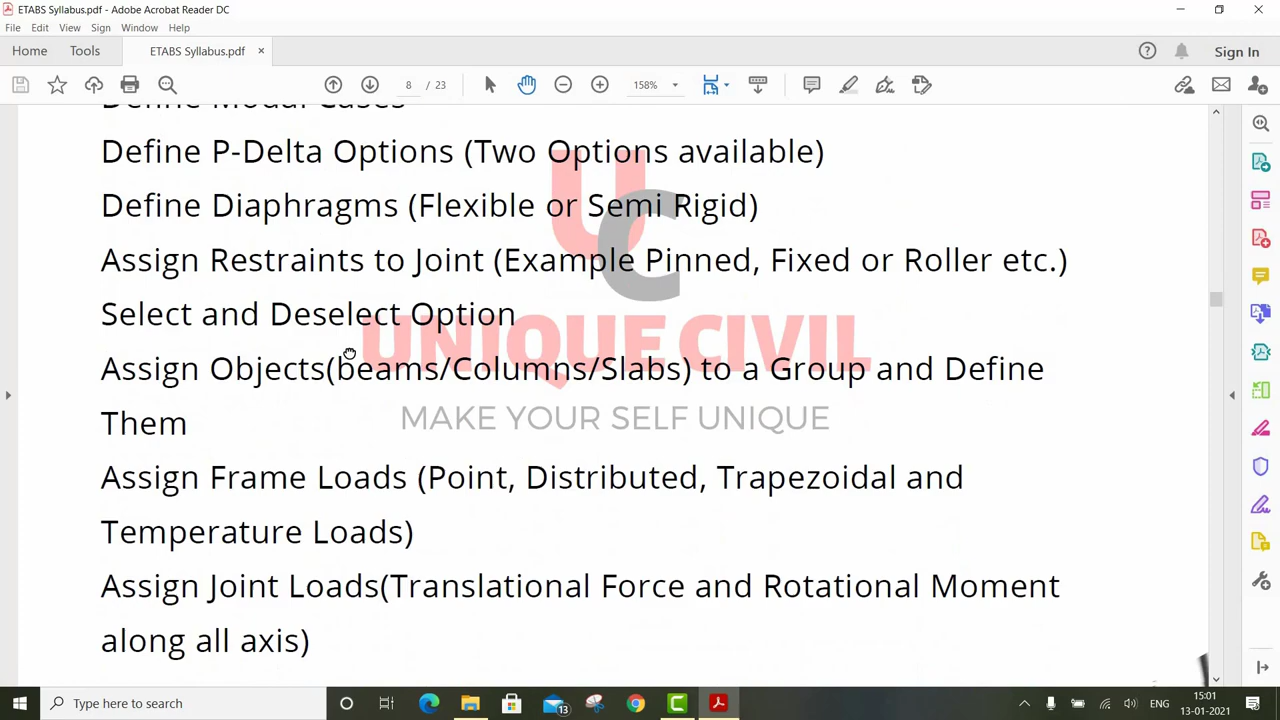 ETABS Syllabus.pdf - Adobe Acrobat Reader DC
File Edit View Sign Window Help
Home Tools ETABS Syllabus.pdf × Sign In
8 / 23 158%
Define Modal Cases
Define P-Delta Options (Two Options available)
Define Diaphragms (Flexible or Semi Rigid)
Assign Restraints to Joint (Example Pinned, Fixed or Roller etc.)
Select and Deselect Option
UC
UNIQUE CIVIL
Assign Objects(beams/Columns/Slabs) to a Group and Define
MAKE YOUR SELF UNIQUE
Them
Assign Frame Loads (Point, Distributed, Trapezoidal and
Temperature Loads)
Assign Joint Loads(Translational Force and Rotational Moment
along all axis)
Type here to search
13
ENG
15:01
13-01-2021